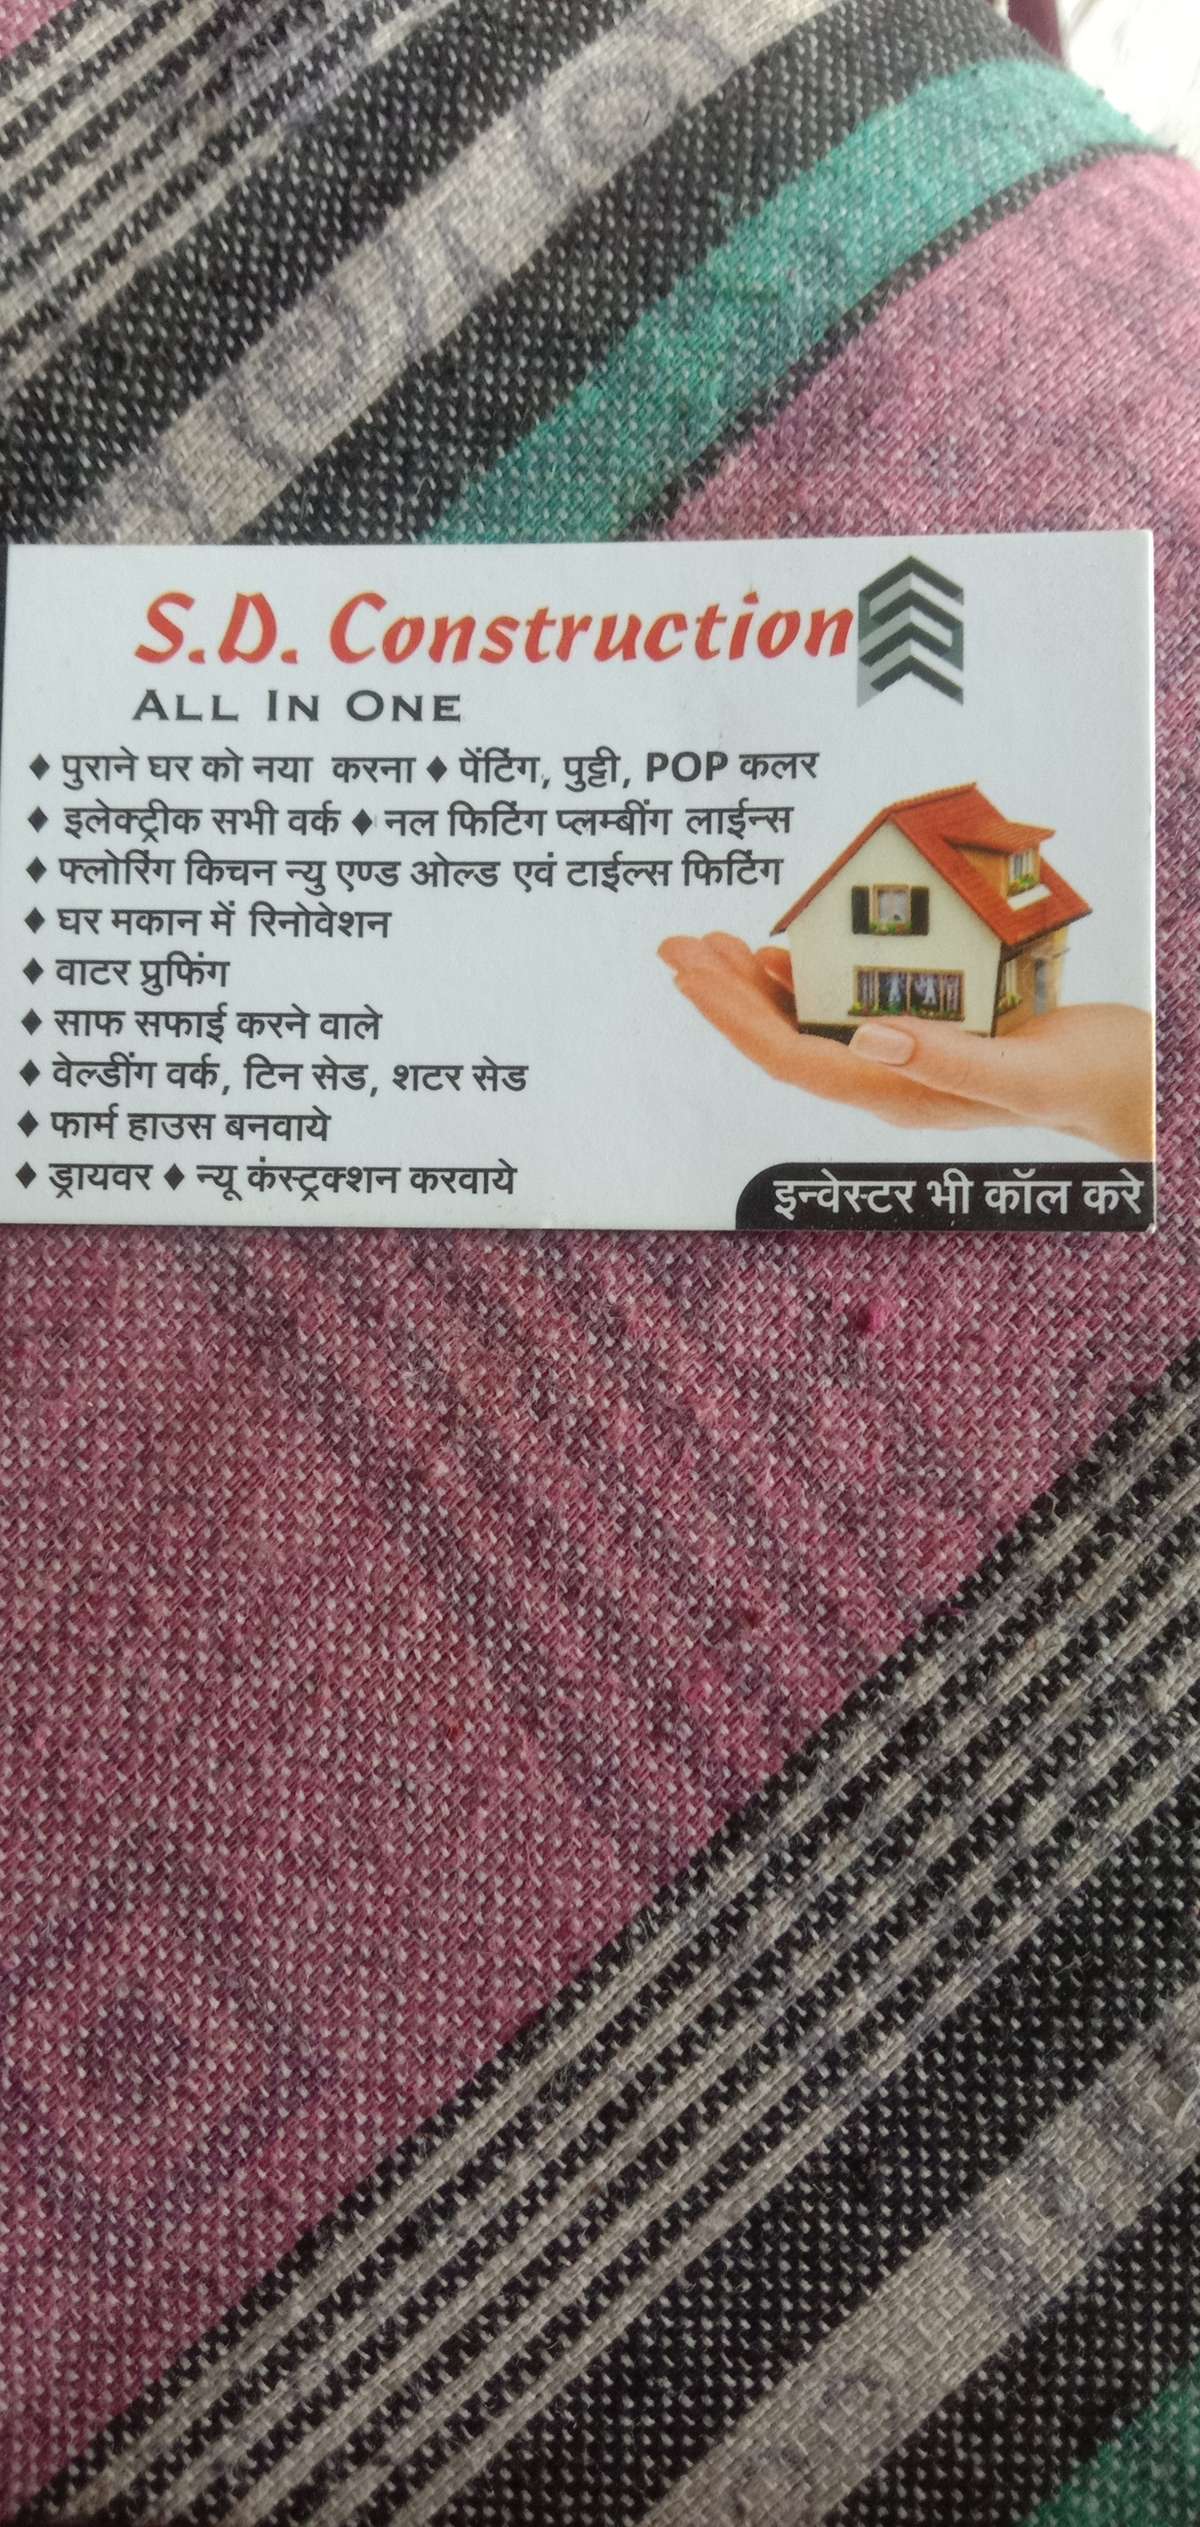 S.D. Construction
ALL IN ONE
♦ पुराने घर को नया करना ♦ पेंटिंग, पुट्टी, POP कलर
♦ इलेक्ट्रीक सभी वर्क ♦ नल फिटिंग प्लम्बींग लाईन्स
♦ फ्लोरिंग किचन न्यु एण्ड ओल्ड एवं टाईल्स फिटिंग
♦ घर मकान में रिनोवेशन
♦ वाटर प्रुफिंग
♦ साफ सफाई करने वाले
♦ वेल्डींग वर्क, टिन सेड, शटर सेड
♦ फार्म हाउस बनवाये
♦ ड्रायवर ♦ न्यू कंस्ट्रक्शन करवाये
इन्वेस्टर भी कॉल करे